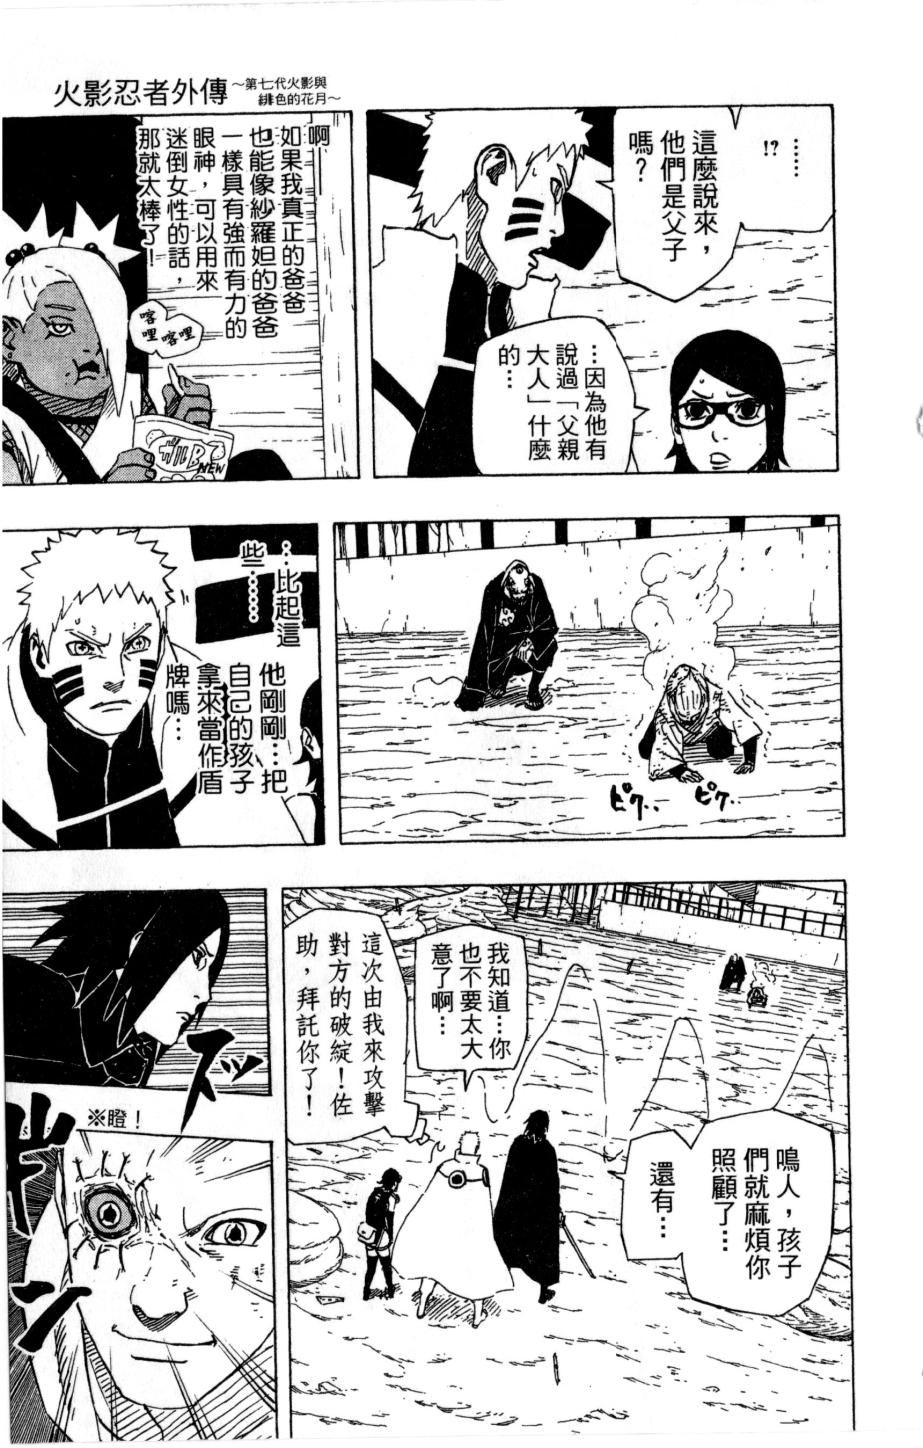 火影忍者外傳
～第七代火影與
緋色的花月～
……
!?
這麼說來，
他們是父子
嗎？
…因為他有
說過「父親
大人」什麼
的…
啊——
如果我真正的爸爸
也能像紗羅妲的爸爸
一樣具有強而有力的
眼神，可以用來
迷倒女性的話，
那就太棒了！
喀哩
喀哩
NEW
ピク‥
ピク‥
…比起這
些……
他剛剛…把
自己的孩子
拿來當作盾
牌嗎…
鳴人，孩子
們就麻煩你
照顧了…
還有…
我知道…你
也不要太大
意了啊…
這次由我來攻擊
對方的破綻！佐
助，拜託你了！
ズッ
※瞪！
ギン